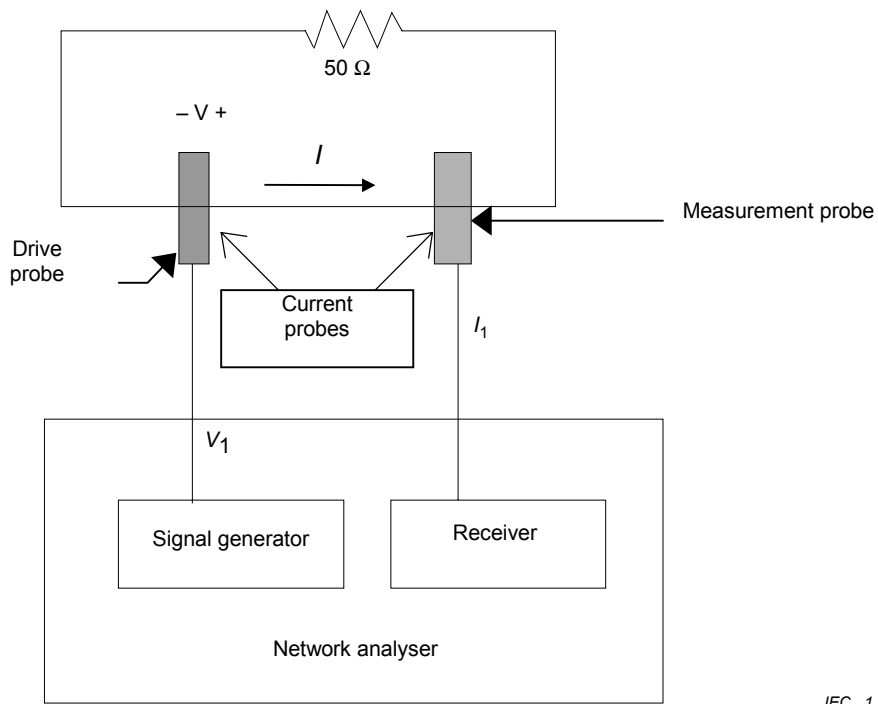 50 Ω
– V +
I
Measurement probe
Drive
probe
Current
probes
I1
V1
Signal generator
Receiver
Network analyser